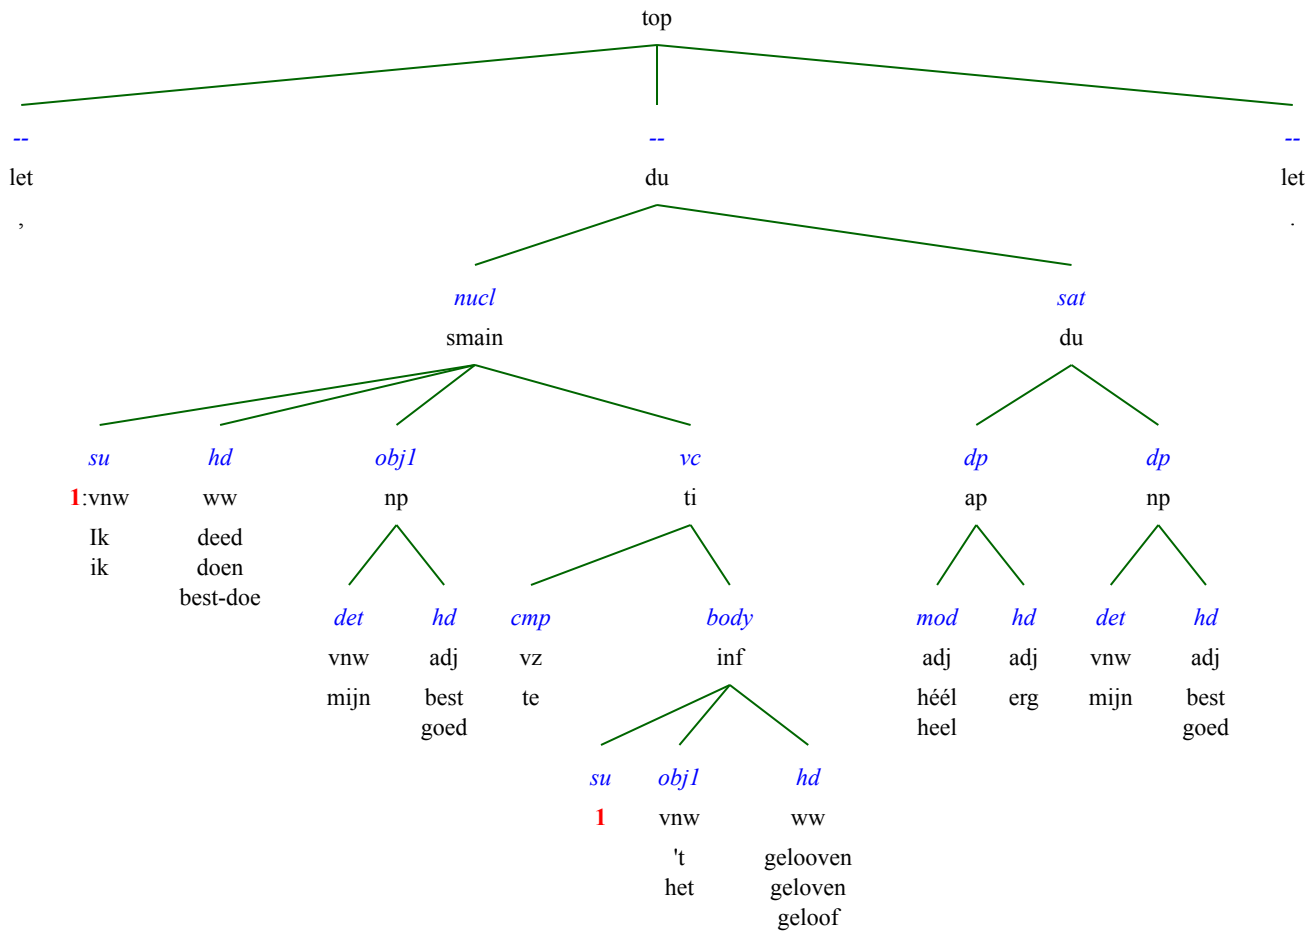 top
-- -- --
let du let
, .
nucl sat
smain du
su hd obj1 vc dp dp
1:vnw ww np ti ap np
Ik deed
ik doen
best-doe
det hd cmp body mod hd det hd
vnw adj vz inf adj adj vnw adj
mijn best te héél erg mijn best
goed heel goed
su obj1 hd
1 vnw ww
't gelooven
het geloven
geloof